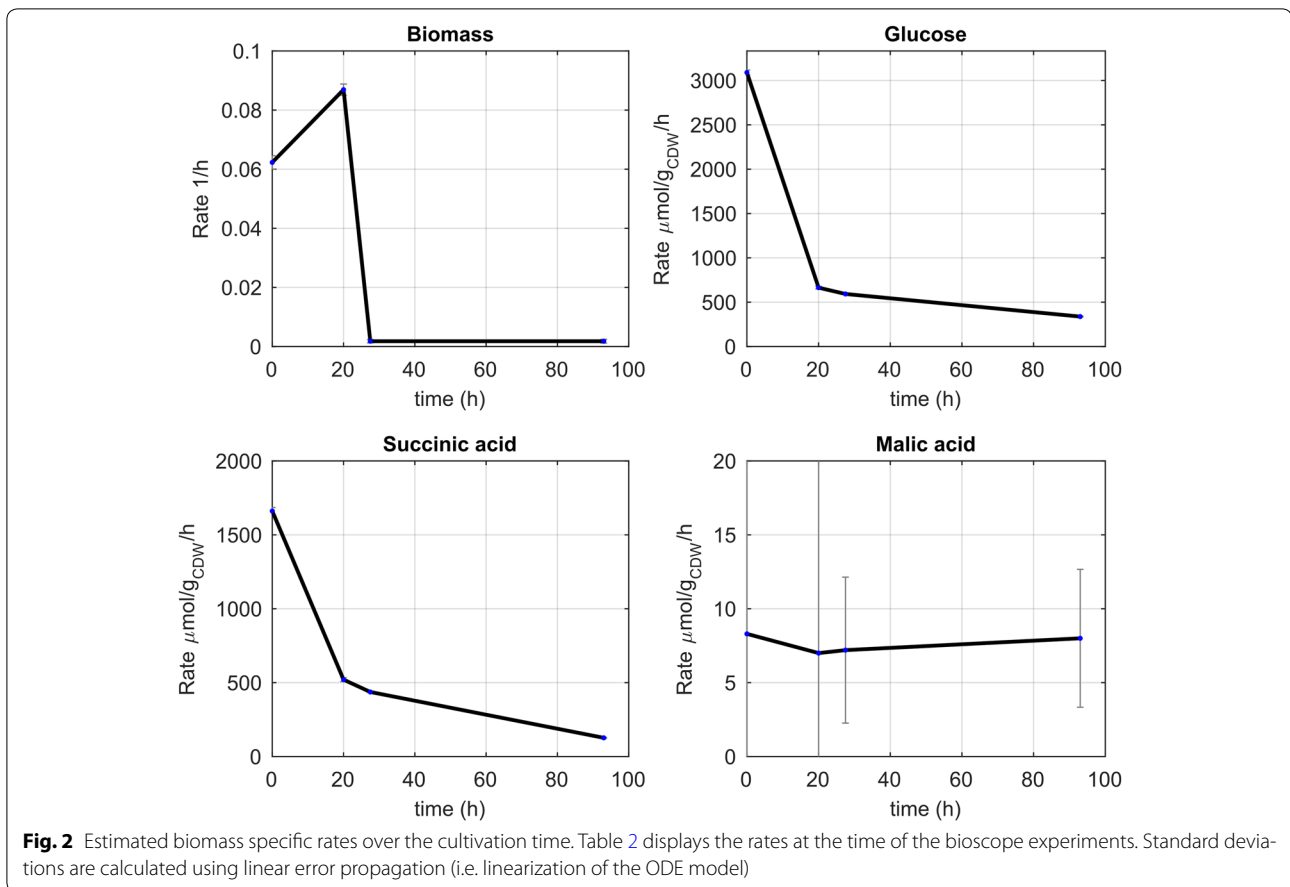 Biomass
0.1
0.08
0.06
0.04
0.02
0
Rate 1/h
0 20 40 60 80 100
time (h)
Glucose
3000
2500
2000
1500
1000
500
0
Rate μmol/gCDW/h
0 20 40 60 80 100
time (h)
Succinic acid
2000
1500
1000
500
0
Rate μmol/gCDW/h
0 20 40 60 80 100
time (h)
Malic acid
20
15
10
5
0
Rate μmol/gCDW/h
0 20 40 60 80 100
time (h)
Fig. 2 Estimated biomass specific rates over the cultivation time. Table 2 displays the rates at the time of the bioscope experiments. Standard devia-
tions are calculated using linear error propagation (i.e. linearization of the ODE model)